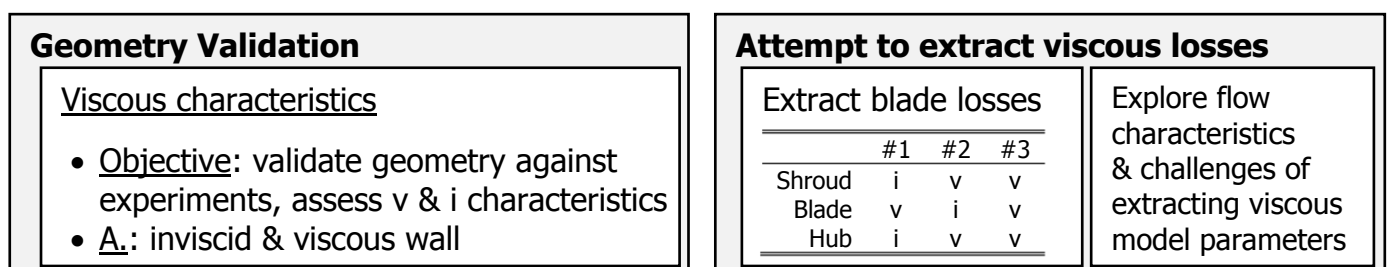 Geometry Validation
Viscous characteristics
• Objective: validate geometry against
experiments, assess v & i characteristics
• A.: inviscid & viscous wall
Attempt to extract viscous losses
Extract blade losses
#1 #2 #3
Shroud i v v
Blade v i v
Hub i v v
Explore flow
characteristics
& challenges of
extracting viscous
model parameters